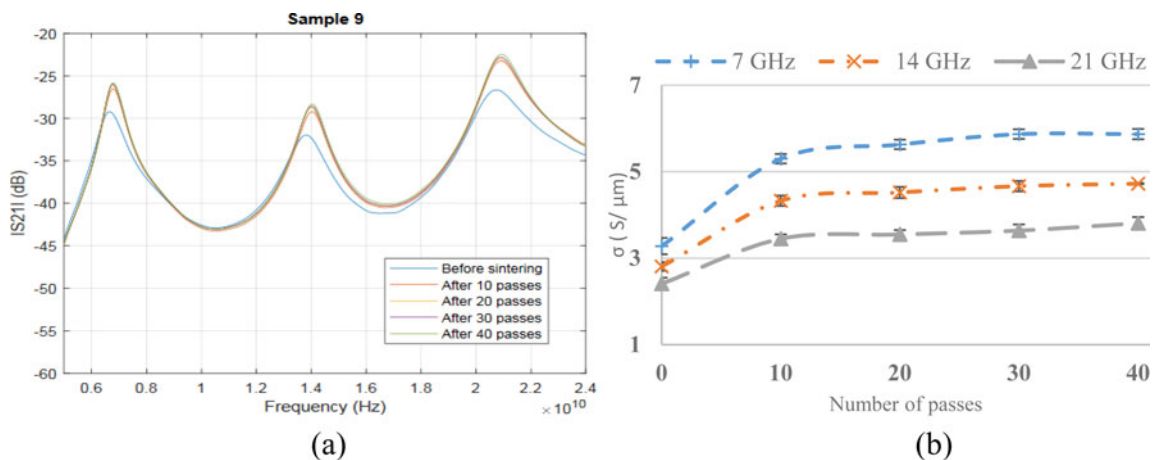 Sample 9
-20
-25
-30
-35
-40
-45
-50
-55
-60
|S21| (dB)
Before sintering
After 10 passes
After 20 passes
After 30 passes
After 40 passes
0.6 0.8 1 1.2 1.4 1.6 1.8 2 2.2 2.4
Frequency (Hz)
× 10^10
(a)
7 GHz 14 GHz 21 GHz
7
5
3
1
σ ( S/ μm)
0 10 20 30 40
Number of passes
(b)